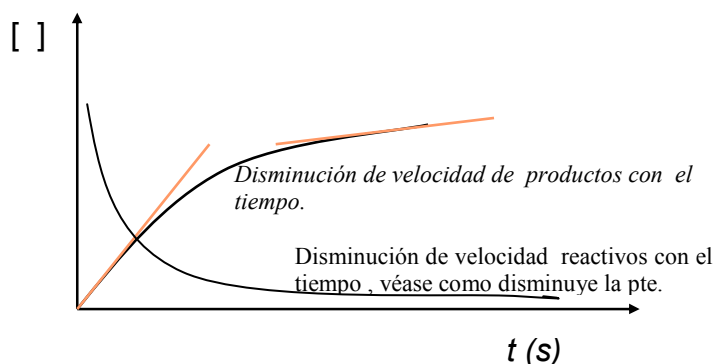 [ ]
Disminución de velocidad de productos con el
tiempo.
Disminución de velocidad reactivos con el
tiempo , véase como disminuye la pte.
t (s)